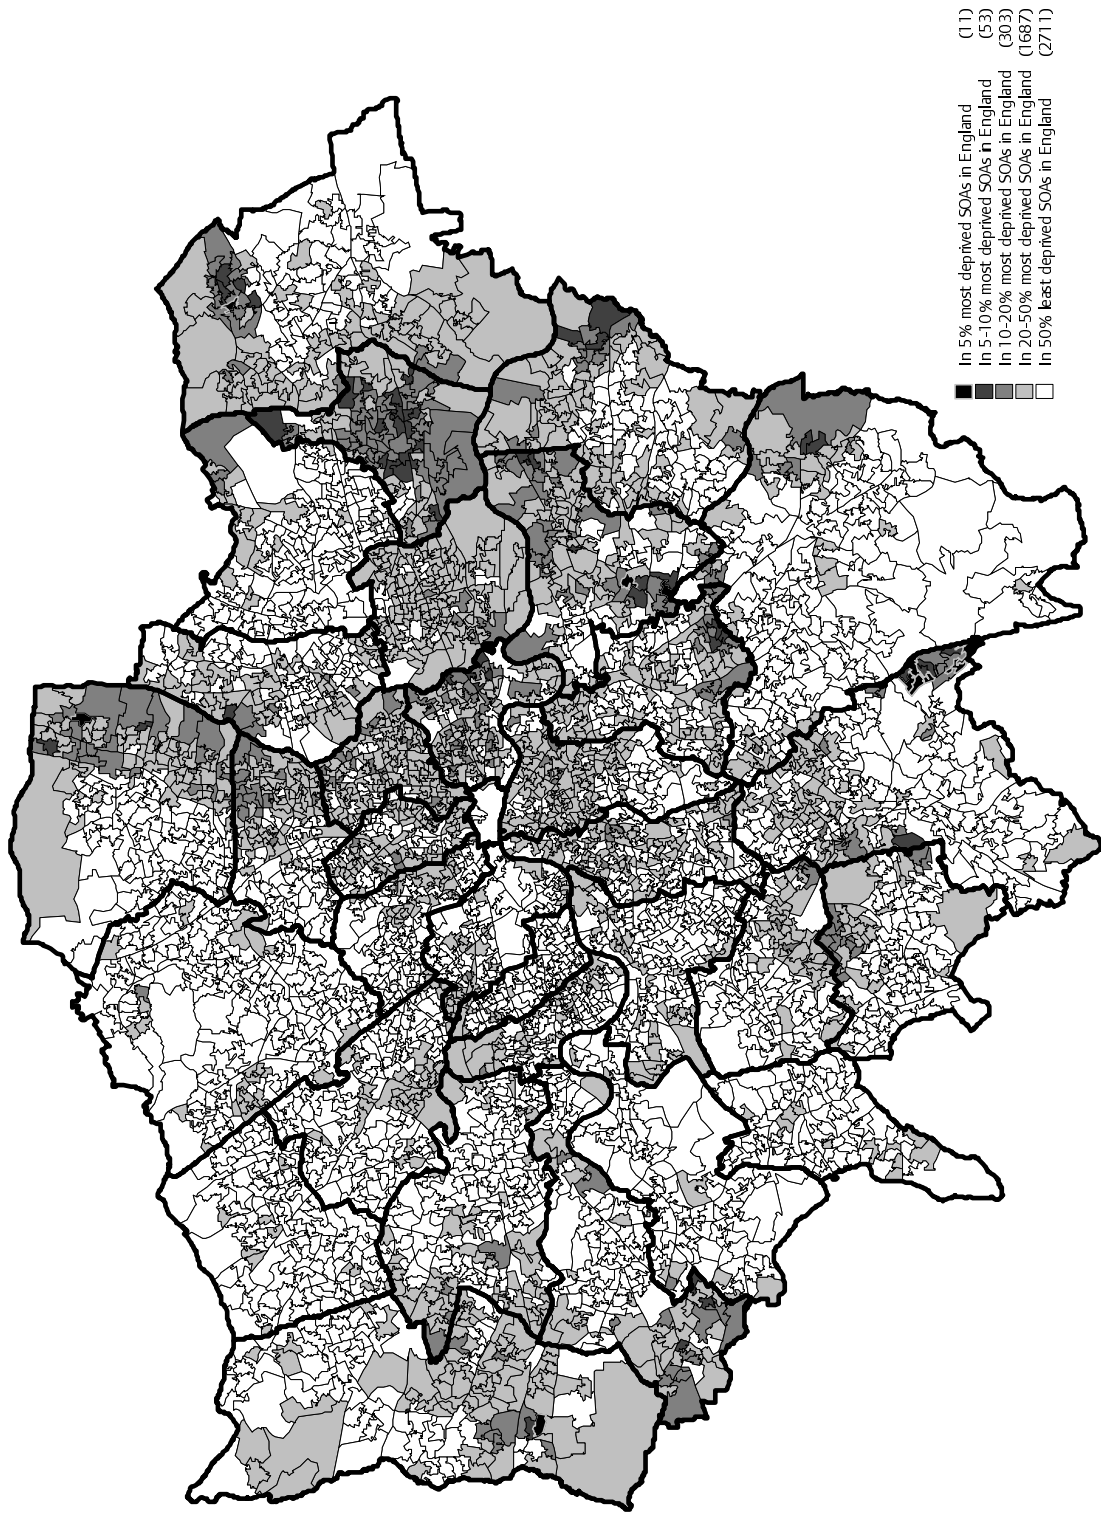 In 5% most deprived SOAs in England (11)
In 5-10% most deprived SOAs in England (53)
In 10-20% most deprived SOAs in England (303)
In 20-50% most deprived SOAs in England (1687)
In 50% least deprived SOAs in England (2711)